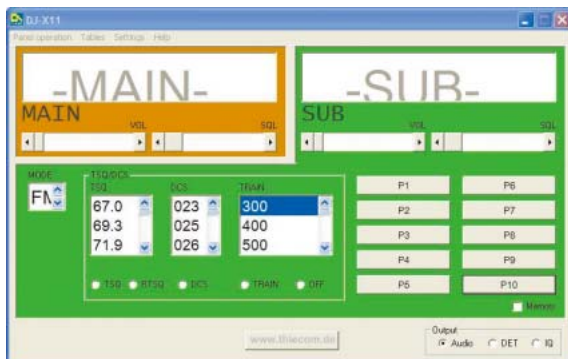 DJ-X11
Panel operation Tables Settings Help
-MAIN-
-SUB-
MAIN
SUB
VOL SQL
VOL SQL
MODE
FM
TSQ/DCS
TSQ DCS TRAIN
67.0 023 300
69.3 025 400
71.9 026 500
TSQ RTSQ DCS TRAIN OFF
P1 P6
P2 P7
P3 P8
P4 P9
P5 P10
Memory
www.thiecom.de
Output
Audio DET IQ